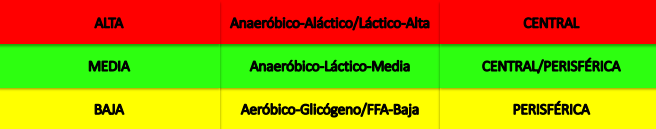 ALTA Anaeróbico-Aláctico/Láctico-Alta CENTRAL
MEDIA Anaeróbico-Láctico-Media CENTRAL/PERISFÉRICA
BAJA Aeróbico-Glicógeno/FFA-Baja PERISFÉRICA